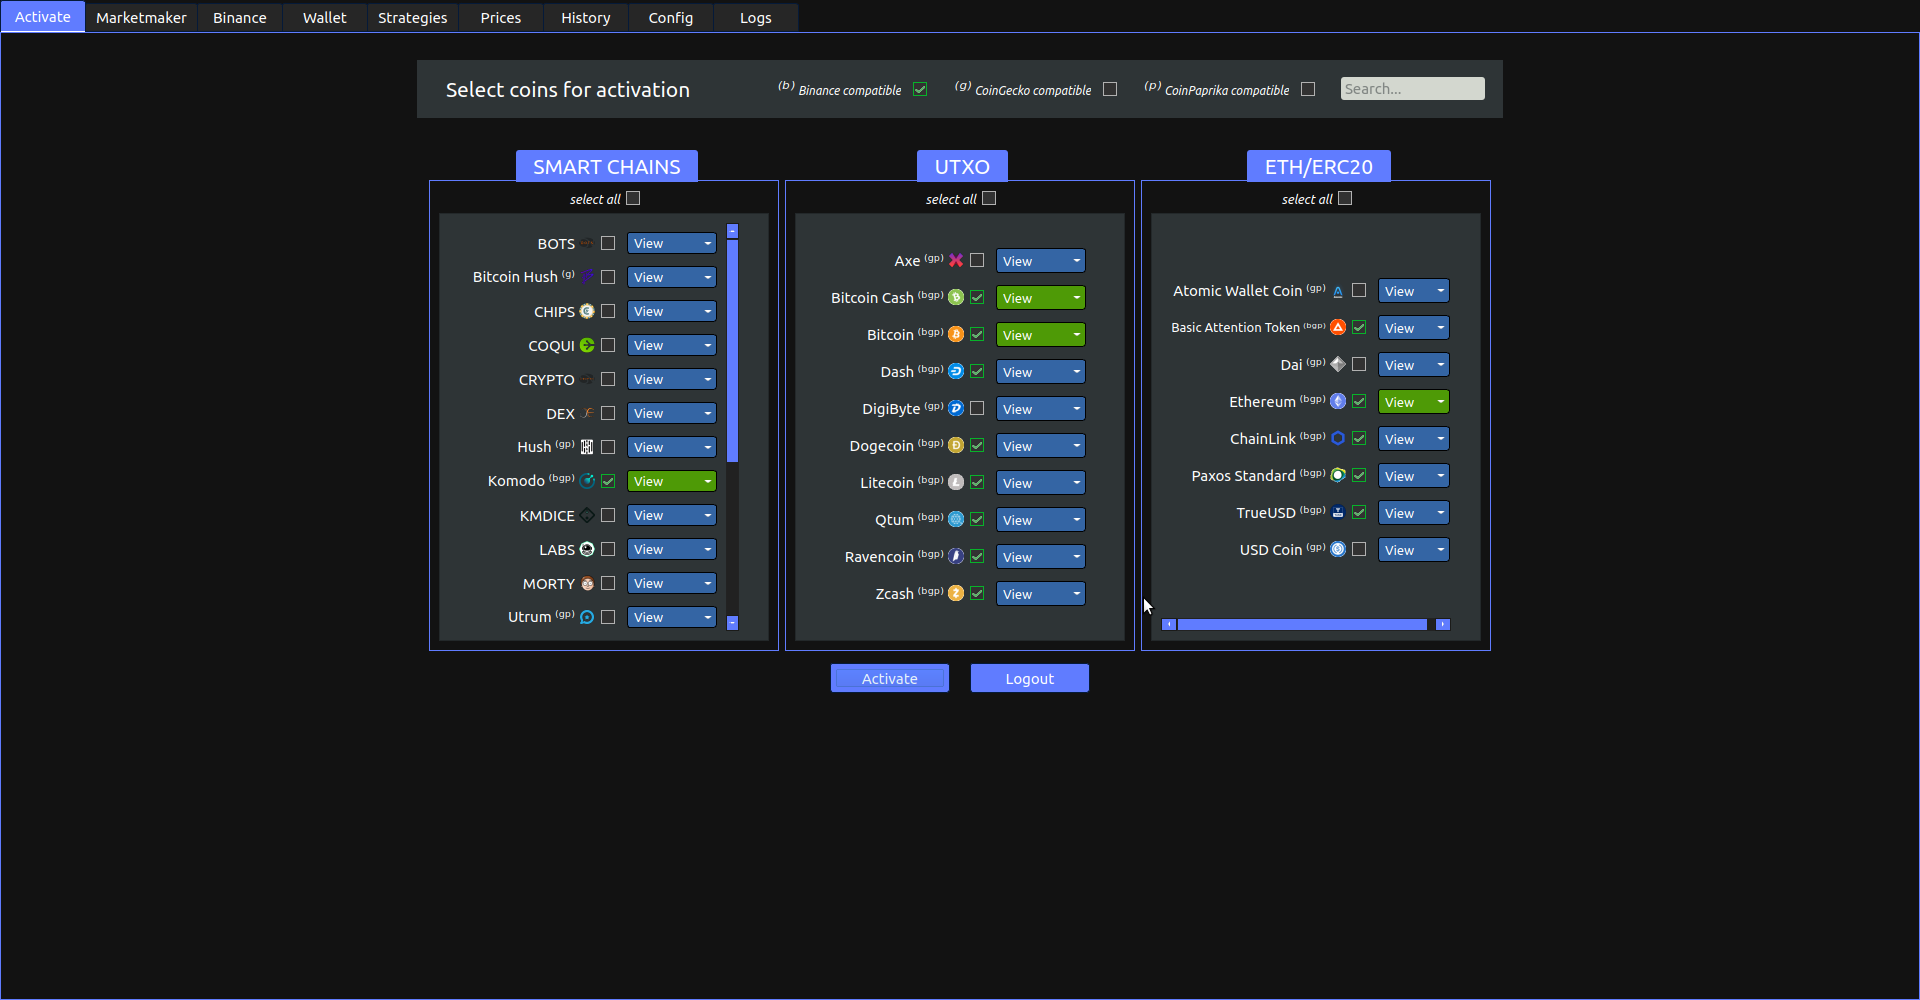 Activate Marketmaker Binance Wallet Strategies Prices History Config Logs
Select coins for activation (b) Binance compatible (g) CoinGecko compatible (p) CoinPaprika compatible Search...
SMART CHAINS
select all
BOTS View
Bitcoin Hush (g) View
CHIPS View
COQUI View
CRYPTO View
DEX View
Hush (gp) View
Komodo (bgp) View
KMDICE View
LABS View
MORTY View
Utrum (gp) View
UTXO
select all
Axe (gp) View
Bitcoin Cash (bgp) View
Bitcoin (bgp) View
Dash (bgp) View
DigiByte (gp) View
Dogecoin (bgp) View
Litecoin (bgp) View
Qtum (bgp) View
Ravencoin (bgp) View
Zcash (bgp) View
ETH/ERC20
select all
Atomic Wallet Coin (gp) View
Basic Attention Token (bgp) View
Dai (gp) View
Ethereum (bgp) View
ChainLink (bgp) View
Paxos Standard (bgp) View
TrueUSD (bgp) View
USD Coin (gp) View
Activate Logout